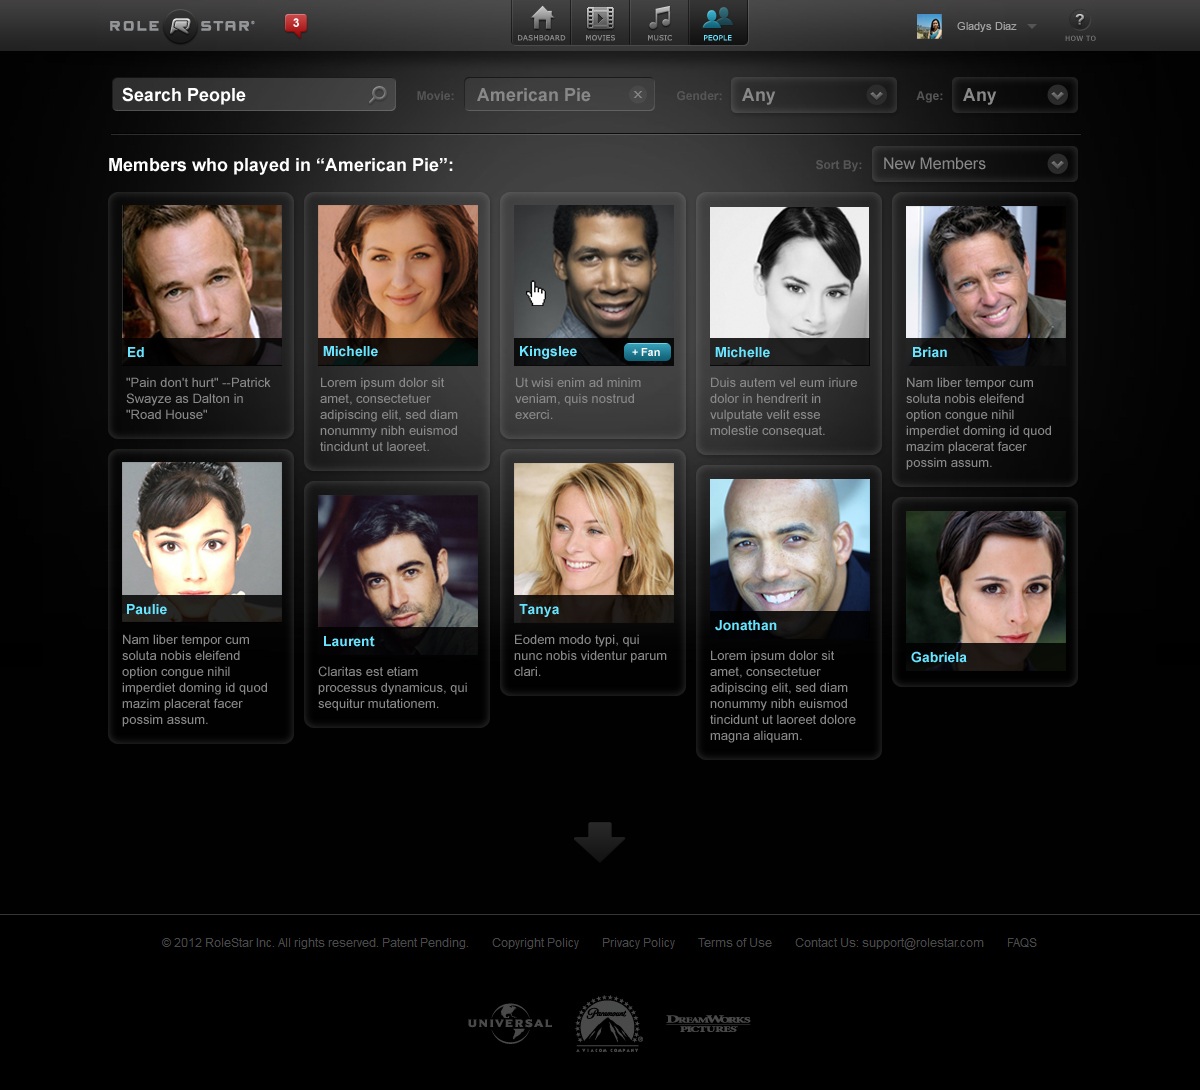 ROLE STAR
3
DASHBOARD
MOVIES
MUSIC
PEOPLE
Gladys Diaz
?
HOW TO
Search People
Movie:
American Pie
Gender:
Any
Age:
Any
Members who played in “American Pie”:
Sort By:
New Members
Ed
"Pain don't hurt" --Patrick
Swayze as Dalton in
"Road House"
Michelle
Lorem ipsum dolor sit
amet, consectetuer
adipiscing elit, sed diam
nonummy nibh euismod
tincidunt ut laoreet.
Kingslee
+ Fan
Ut wisi enim ad minim
veniam, quis nostrud
exerci.
Michelle
Duis autem vel eum iriure
dolor in hendrerit in
vulputate velit esse
molestie consequat.
Brian
Nam liber tempor cum
soluta nobis eleifend
option congue nihil
imperdiet doming id quod
mazim placerat facer
possim assum.
Paulie
Nam liber tempor cum
soluta nobis eleifend
option congue nihil
imperdiet doming id quod
mazim placerat facer
possim assum.
Laurent
Claritas est etiam
processus dynamicus, qui
sequitur mutationem.
Tanya
Eodem modo typi, qui
nunc nobis videntur parum
clari.
Jonathan
Lorem ipsum dolor sit
amet, consectetuer
adipiscing elit, sed diam
nonummy nibh euismod
tincidunt ut laoreet dolore
magna aliquam.
Gabriela
© 2012 RoleStar Inc. All rights reserved. Patent Pending.
Copyright Policy
Privacy Policy
Terms of Use
Contact Us: support@rolestar.com
FAQS
UNIVERSAL
Paramount
A VIACOM COMPANY
DREAMWORKS
PICTURES